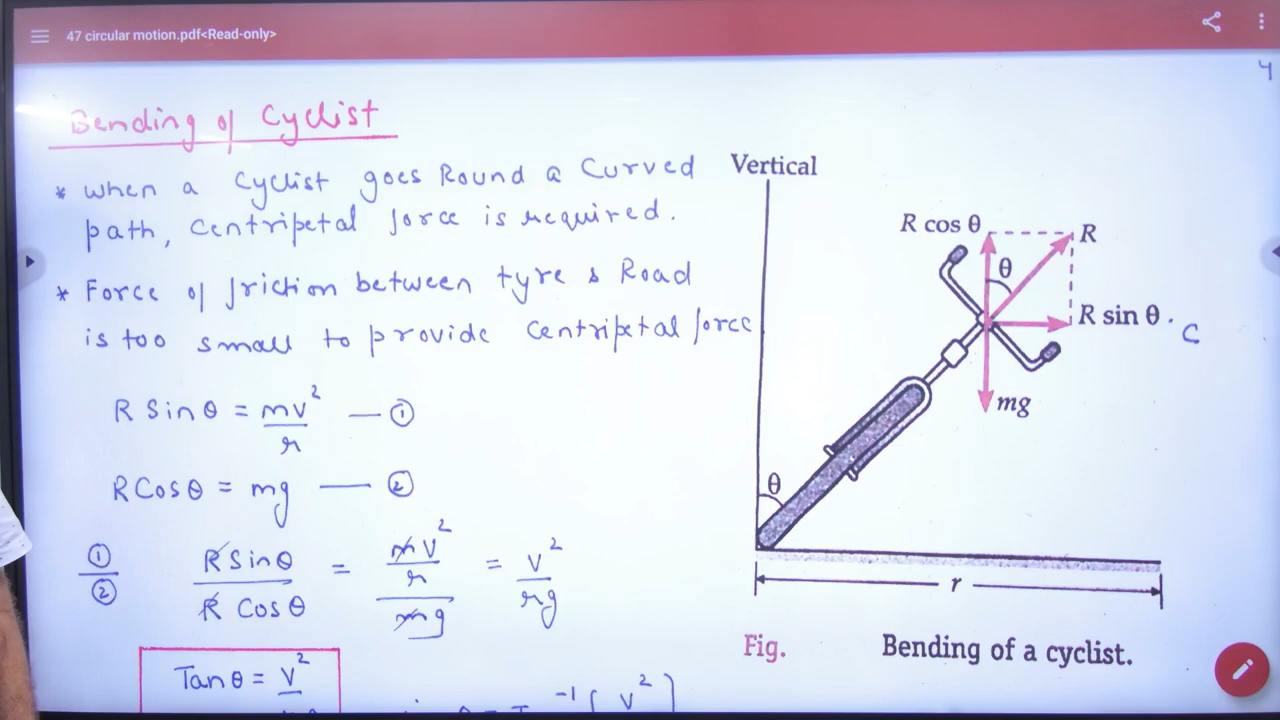 47 circular motion.pdf<Read-only>
4
Bending of Cyclist
* When a Cyclist goes Round a Curved
path, Centripetal force is required.
* Force of friction between tyre & Road
is too small to provide Centripetal force
R Sin θ = mv² / r — ①
R Cos θ = mg — ②
① / ② R Sin θ / R Cos θ = (mv² / r) / mg = v² / rg
Tan θ = v²
-1 ( v² )
Vertical
R cos θ
R
θ
R sin θ . C
mg
θ
r
Fig. Bending of a cyclist.